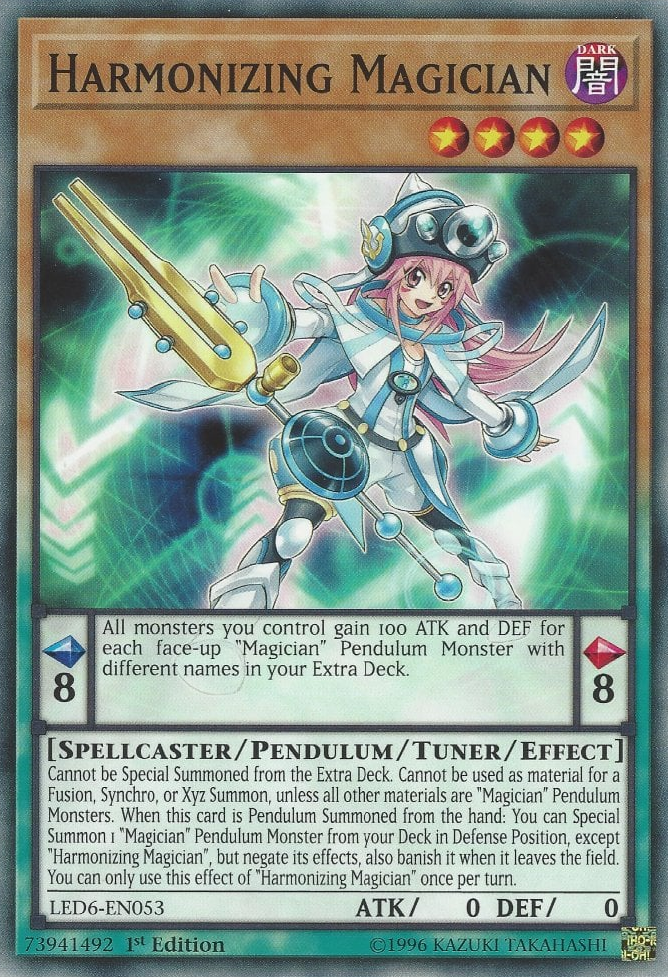 HARMONIZING MAGICIAN
DARK
闇
All monsters you control gain 100 ATK and DEF for
each face-up "Magician" Pendulum Monster with
different names in your Extra Deck.
8
8
[SPELLCASTER/PENDULUM/TUNER/EFFECT]
Cannot be Special Summoned from the Extra Deck. Cannot be used as material for a
Fusion, Synchro, or Xyz Summon, unless all other materials are "Magician" Pendulum
Monsters. When this card is Pendulum Summoned from the hand: You can Special
Summon 1 "Magician" Pendulum Monster from your Deck in Defense Position, except
"Harmonizing Magician", but negate its effects, also banish it when it leaves the field.
You can only use this effect of "Harmonizing Magician" once per turn.
LED6-EN053
ATK/ 0 DEF/ 0
73941492 1st Edition
©1996 KAZUKI TAKAHASHI